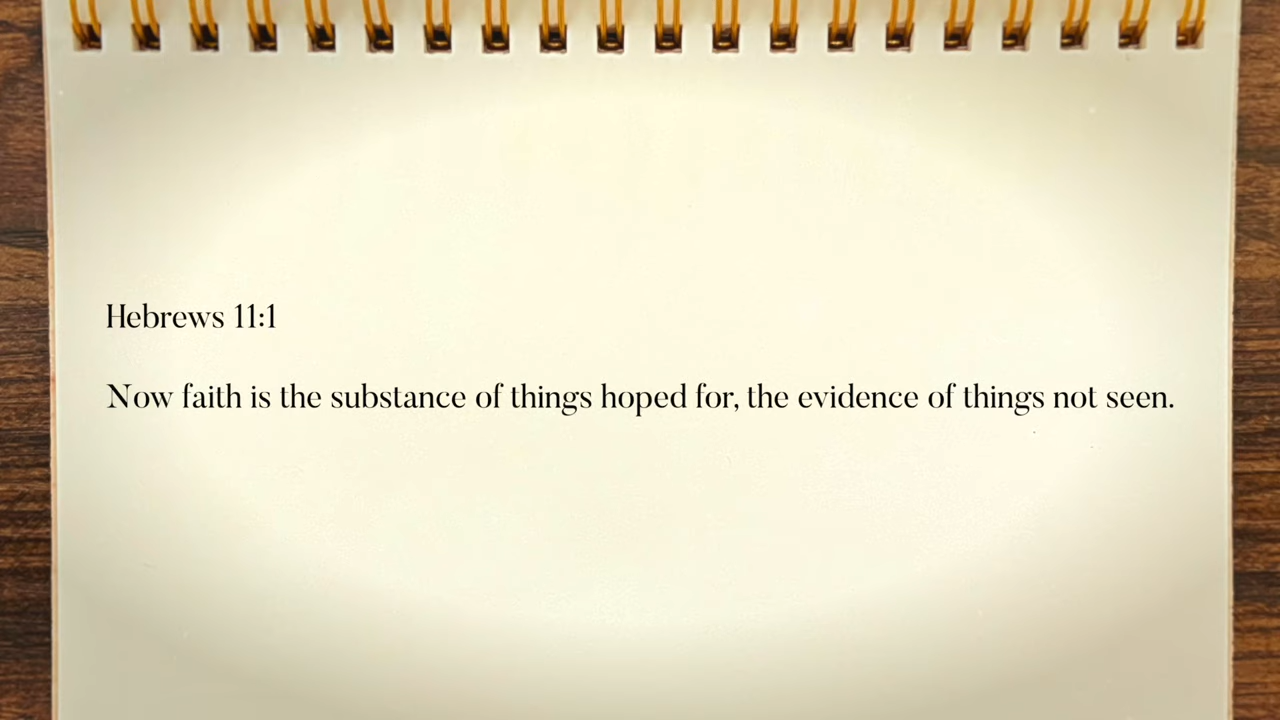 Hebrews 11:1
Now faith is the substance of things hoped for, the evidence of things not seen.